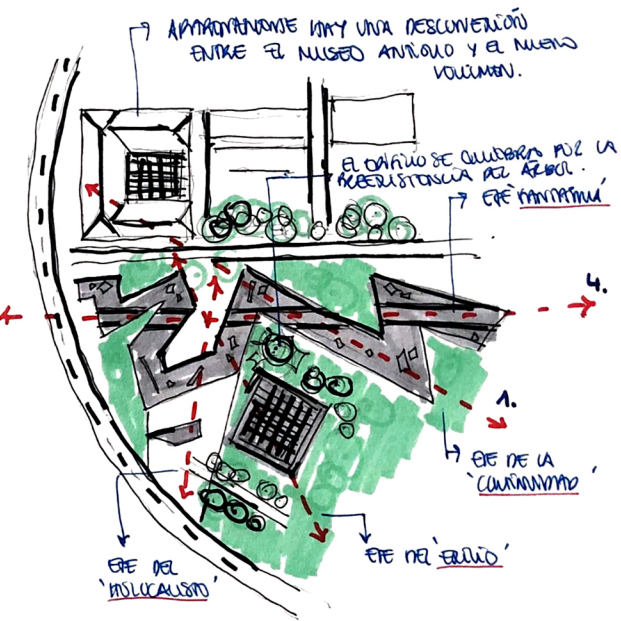 APARENTEMENTE HAY UNA DESCONEXIÓN
ENTRE EL MUSEO ANTIGUO Y EL NUEVO
VOLUMEN.
EL EDIFICIO SE QUIEBRA POR LA
PREEXISTENCIA DEL ÁRBOL.
EJE
4.
1.
EJE DE LA
'CONTINUIDAD'
EJE DEL 'EXILIO'
EJE DEL
'HOLOCAUSTO'